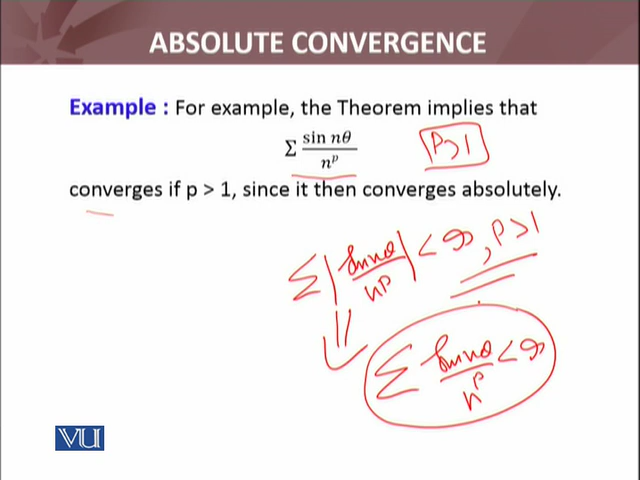 ABSOLUTE CONVERGENCE
Example : For example, the Theorem implies that
Σ sin nθ / n^p
P>1
converges if p > 1, since it then converges absolutely.
Σ |sin nθ / n^p| < ∞, P>1
⇓
Σ sin nθ / n^p < ∞
VU